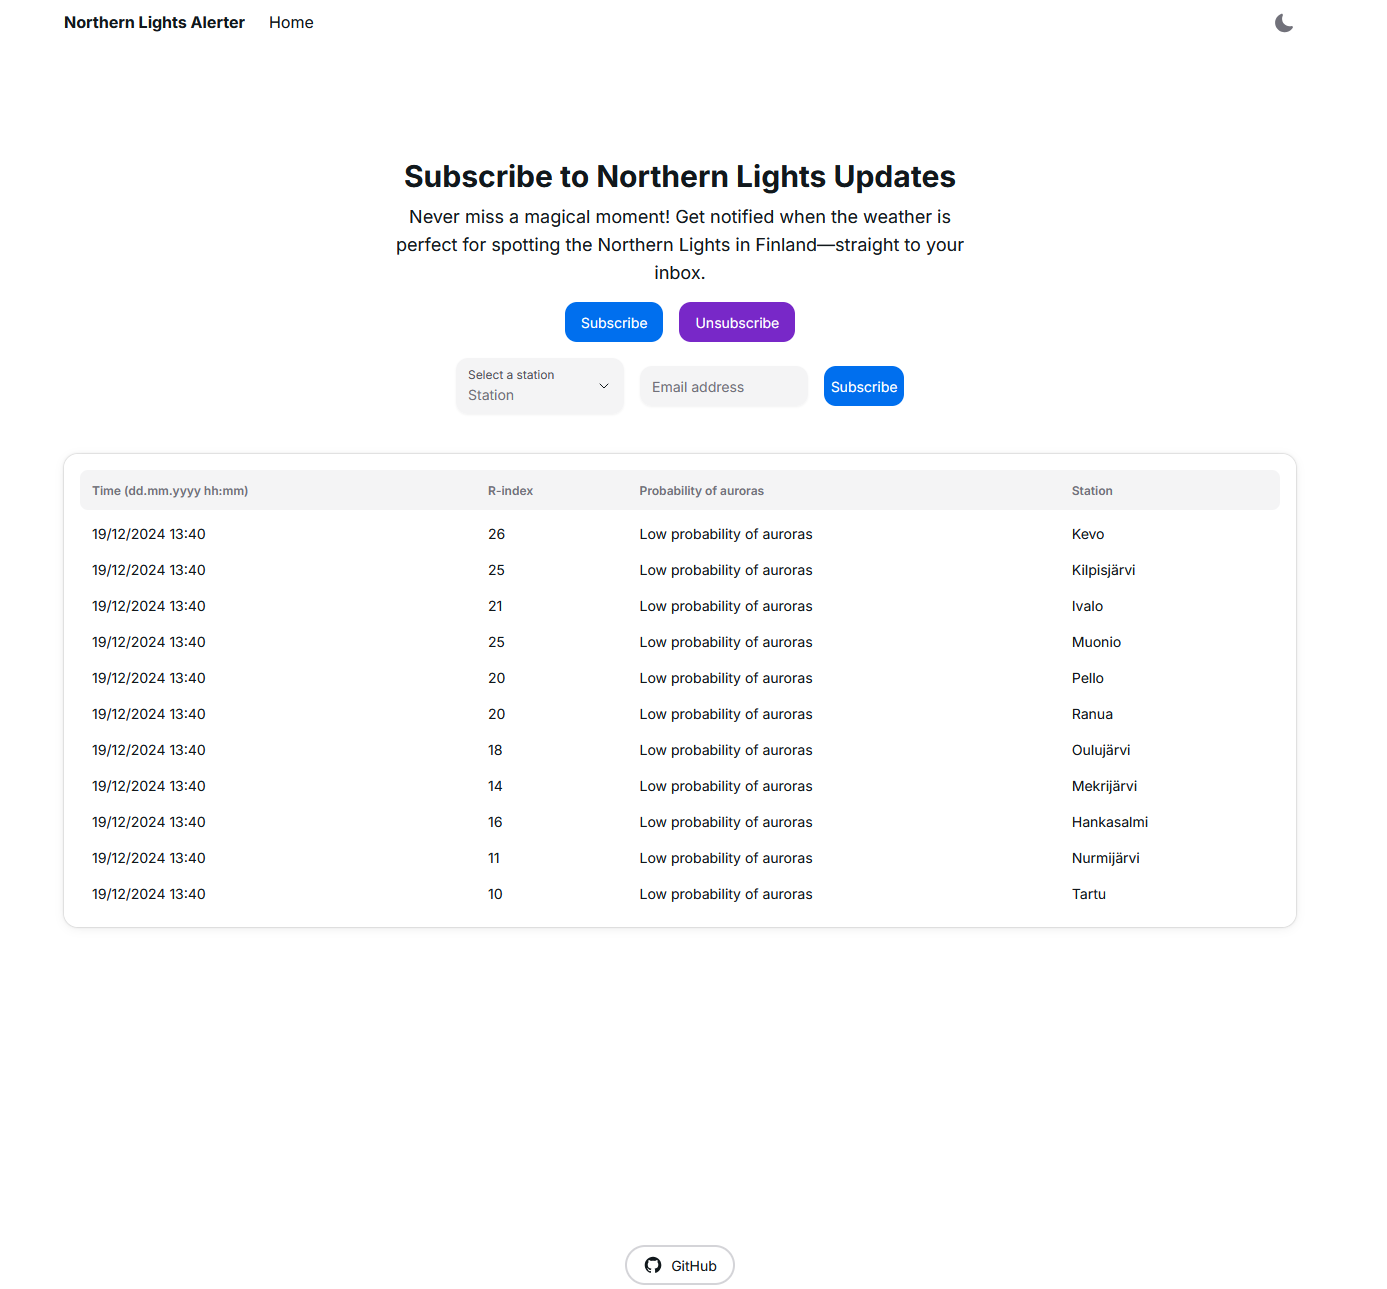 Northern Lights Alerter Home
Subscribe to Northern Lights Updates
Never miss a magical moment! Get notified when the weather is
perfect for spotting the Northern Lights in Finland—straight to your
inbox.
Subscribe Unsubscribe
Select a station
Station
Email address
Subscribe
Time (dd.mm.yyyy hh:mm) R-index Probability of auroras Station
19/12/2024 13:40 26 Low probability of auroras Kevo
19/12/2024 13:40 25 Low probability of auroras Kilpisjärvi
19/12/2024 13:40 21 Low probability of auroras Ivalo
19/12/2024 13:40 25 Low probability of auroras Muonio
19/12/2024 13:40 20 Low probability of auroras Pello
19/12/2024 13:40 20 Low probability of auroras Ranua
19/12/2024 13:40 18 Low probability of auroras Oulujärvi
19/12/2024 13:40 14 Low probability of auroras Mekrijärvi
19/12/2024 13:40 16 Low probability of auroras Hankasalmi
19/12/2024 13:40 11 Low probability of auroras Nurmijärvi
19/12/2024 13:40 10 Low probability of auroras Tartu
GitHub